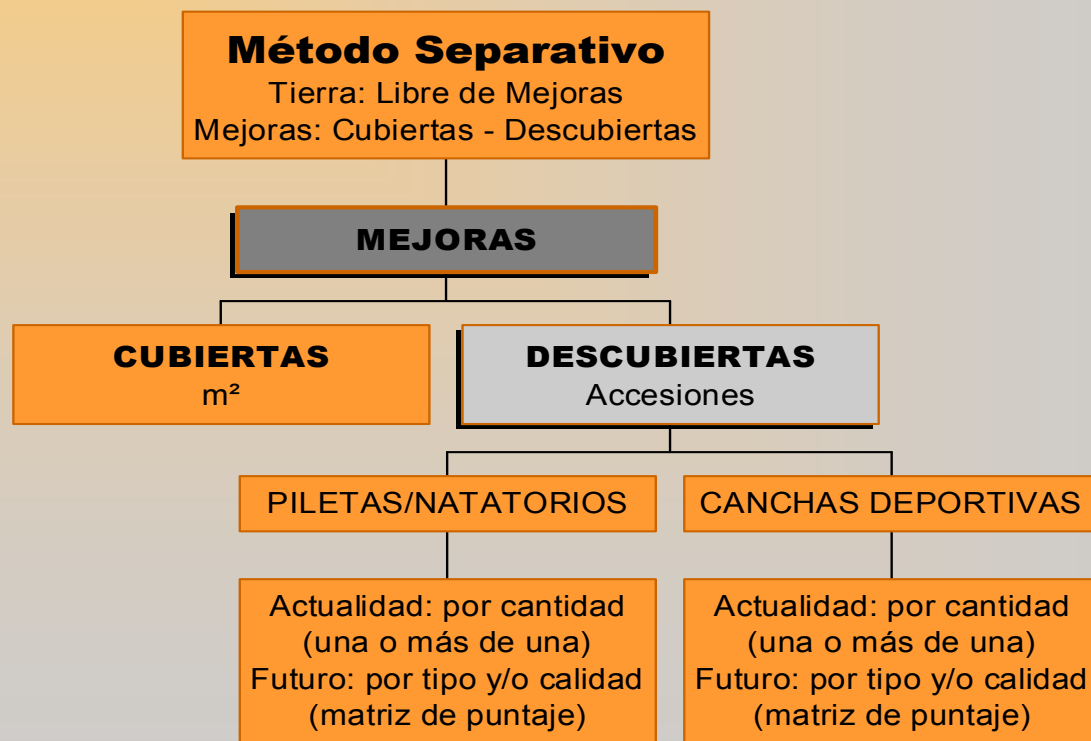 Método Separativo
Tierra: Libre de Mejoras
Mejoras: Cubiertas - Descubiertas
MEJORAS
CUBIERTAS
m²
DESCUBIERTAS
Accesiones
PILETAS/NATATORIOS
CANCHAS DEPORTIVAS
Actualidad: por cantidad
(una o más de una)
Futuro: por tipo y/o calidad
(matriz de puntaje)
Actualidad: por cantidad
(una o más de una)
Futuro: por tipo y/o calidad
(matriz de puntaje)